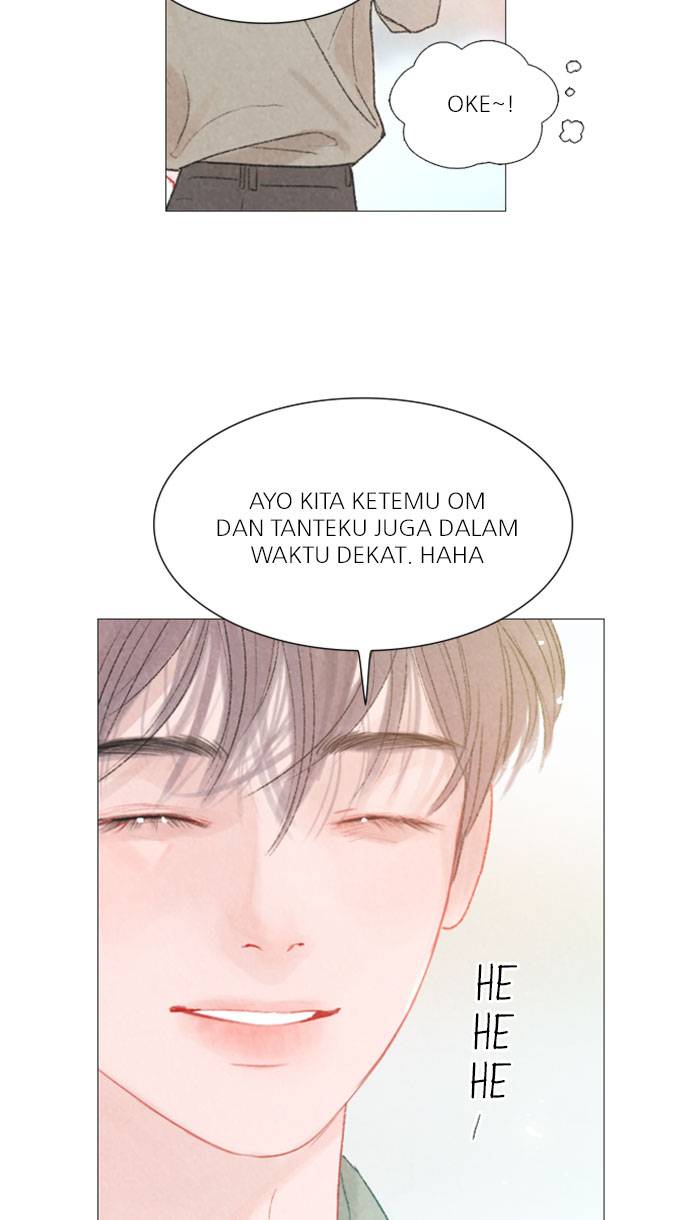 OKE~!
AYO KITA KETEMU OM
DAN TANTEKU JUGA DALAM
WAKTU DEKAT. HAHA
HE
HE
HE